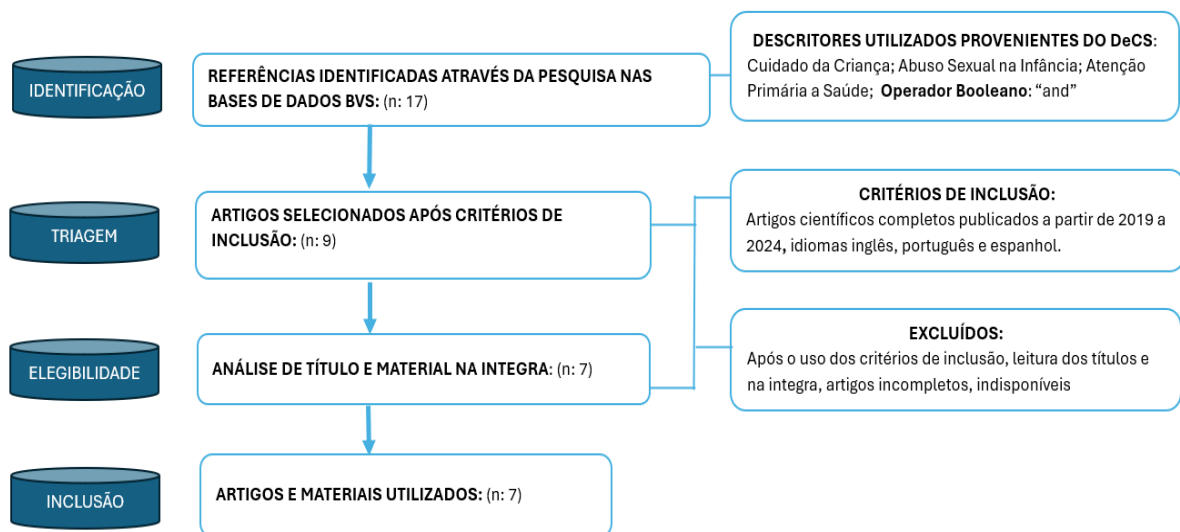 IDENTIFICAÇÃO
REFERÊNCIAS IDENTIFICADAS ATRAVÉS DA PESQUISA NAS
BASES DE DADOS BVS: (n: 17)
DESCRITORES UTILIZADOS PROVENIENTES DO DeCS:
Cuidado da Criança; Abuso Sexual na Infância; Atenção
Primária a Saúde; Operador Booleano: “and”
TRIAGEM
ARTIGOS SELECIONADOS APÓS CRITÉRIOS DE
INCLUSÃO: (n: 9)
CRITÉRIOS DE INCLUSÃO:
Artigos científicos completos publicados a partir de 2019 a
2024, idiomas inglês, português e espanhol.
ELEGIBILIDADE
ANÁLISE DE TÍTULO E MATERIAL NA INTEGRA: (n: 7)
EXCLUÍDOS:
Após o uso dos critérios de inclusão, leitura dos títulos e
na integra, artigos incompletos, indisponíveis
INCLUSÃO
ARTIGOS E MATERIAIS UTILIZADOS: (n: 7)